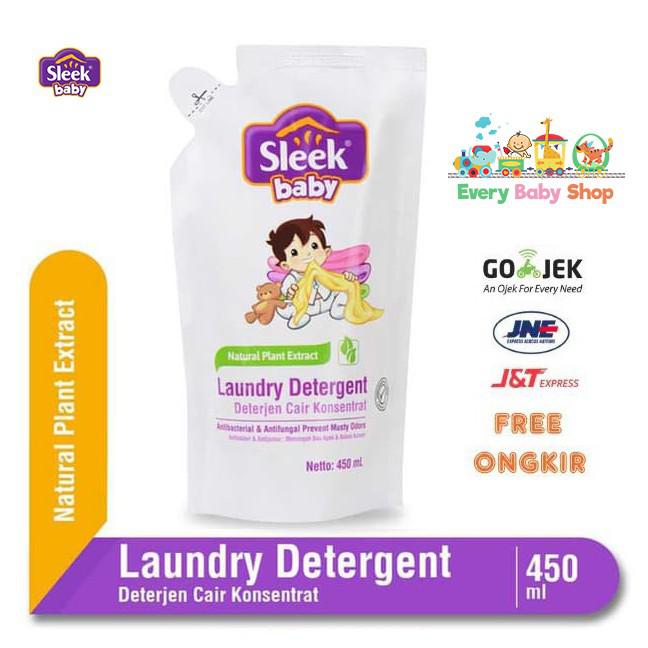 Sleek
baby
Sleek
baby
Natural Plant Extract
Laundry Detergent
Deterjen Cair Konsentrat
Antibacterial & Antifungal Prevent Musty Odors
Netto: 450 mL
Every Baby Shop
GO JEK
An Ojek For Every Need
JNE
J&T EXPRESS
FREE
ONGKIR
Natural Plant Extract
Laundry Detergent
Deterjen Cair Konsentrat
450
ml